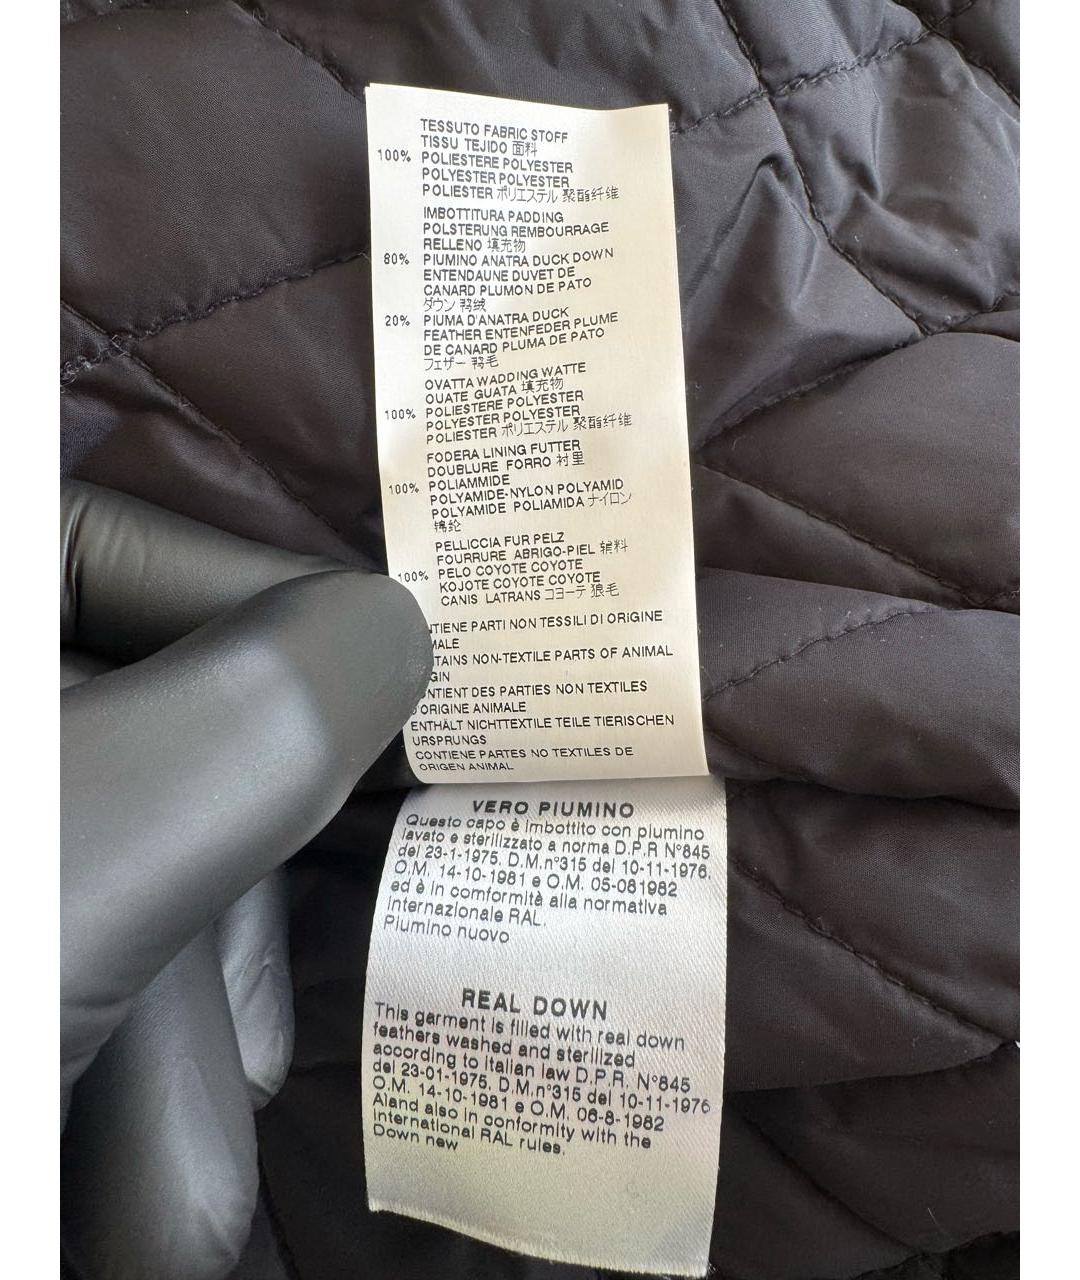 TESSUTO FABRIC STOFF
TISSU TEJIDO 面料
100% POLIESTERE POLYESTER
POLYESTER POLYESTER
POLIESTER ポリエステル 聚酯纤维
IMBOTTITURA PADDING
POLSTERUNG REMBOURRAGE
RELLENO 填充物
80% PIUMINO ANATRA DUCK DOWN
ENTENDAUNE DUVET DE
CANARD PLUMON DE PATO
ダウン 鸭绒
20% PIUMA D'ANATRA DUCK
FEATHER ENTENFEDER PLUME
DE CANARD PLUMA DE PATO
フェザー 鸭毛
OVATTA WADDING WATTE
OUATE GUATA 填充物
100% POLIESTERE POLYESTER
POLYESTER POLYESTER
POLIESTER ポリエステル 聚酯纤维
FODERA LINING FUTTER
DOUBLURE FORRO 衬里
100% POLIAMMIDE
POLYAMIDE-NYLON POLYAMID
POLYAMIDE POLIAMIDA ナイロン
锦纶
PELLICCIA FUR PELZ
FOURRURE ABRIGO-PIEL 辅料
100% PELO COYOTE COYOTE
KOJOTE COYOTE COYOTE
CANIS LATRANS コヨーテ 狼毛
NTIENE PARTI NON TESSILI DI ORIGINE
MALE
TAINS NON-TEXTILE PARTS OF ANIMAL
GIN
ONTIENT DES PARTIES NON TEXTILES
D'ORIGINE ANIMALE
ENTHÄLT NICHTTEXTILE TEILE TIERISCHEN
URSPRUNGS
CONTIENE PARTES NO TEXTILES DE
ORIGEN ANIMAL
VERO PIUMINO
Questo capo è imbottito con piumino
lavato e sterilizzato a norma D.P.R N°845
del 23-1-1975, D.M.n°315 del 10-11-1976.
O.M. 14-10-1981 e O.M. 05-081982
ed è in comformità alla normativa
Internazionale RAL.
Piumino nuovo
REAL DOWN
This garment is filled with real down
feathers washed and sterilized
according to Italian law D.P.R. N°845
del 23-01-1975, D.M.n°315 del 10-11-1976
O.M. 14-10-1981 e O.M. 06-8-1982
Aland also in conformity with the
International RAL rules.
Down new